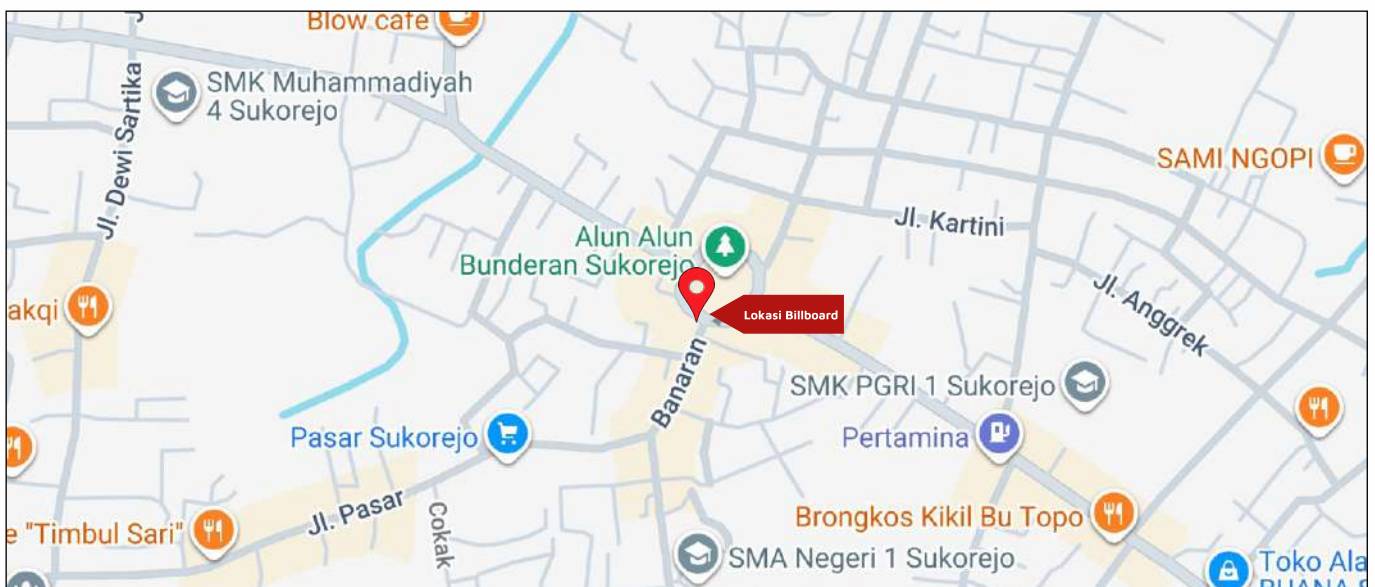 Blow cafe
SMK Muhammadiyah
4 Sukorejo
Jl. Dewi Sartika
SAMI NGOPI
Jl. Kartini
Alun Alun
Bunderan Sukorejo
Jl. Anggrek
akqi
Lokasi Billboard
Banaran
SMK PGRI 1 Sukorejo
Pasar Sukorejo
Pertamina
Jl. Pasar
Cokak
Brongkos Kikil Bu Topo
e "Timbul Sari"
SMA Negeri 1 Sukorejo
Toko Ala